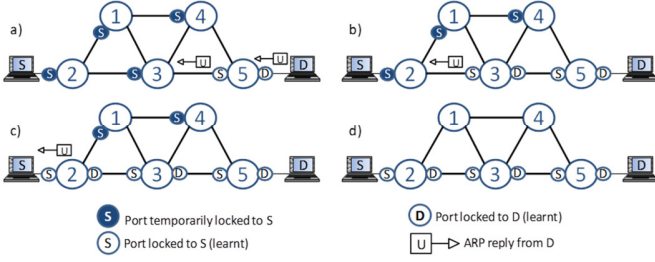 a)
1 S 4
S
U U
S S 2 S 3 S 5 D D
b)
1 S 4
S
U
S S 2 S 3 D S 5 D D
c)
1 S 4
S
U
S S 2 D S 3 D S 5 D D
d)
1 4
S S 2 D S 3 D S 5 D D
S Port temporarily locked to S
S Port locked to S (learnt)
D Port locked to D (learnt)
U ARP reply from D